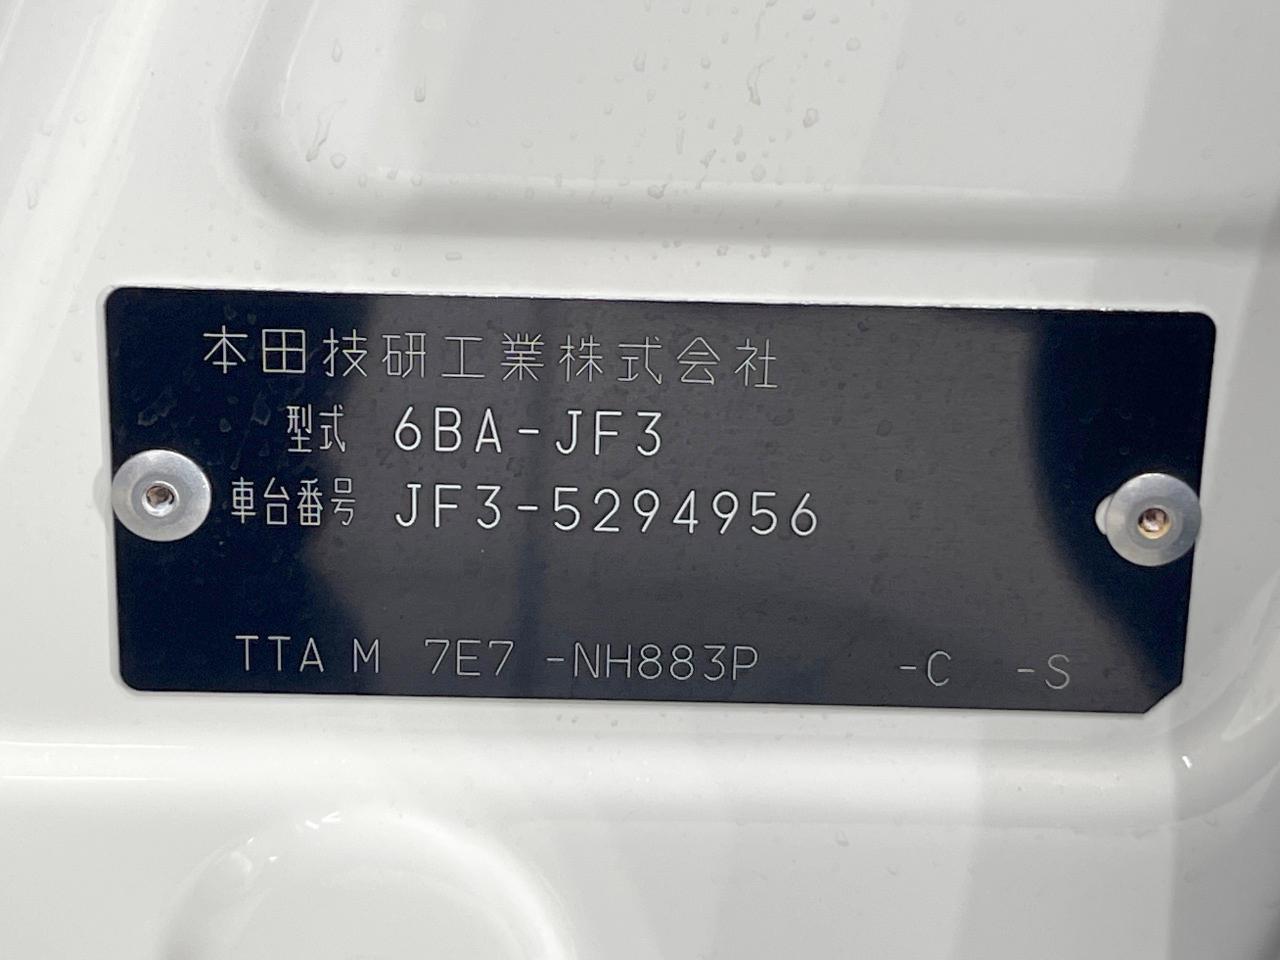 本田技研工業株式会社
型式 6BA-JF3
車台番号 JF3-5294956
TTA M 7E7 -NH883P -C -S